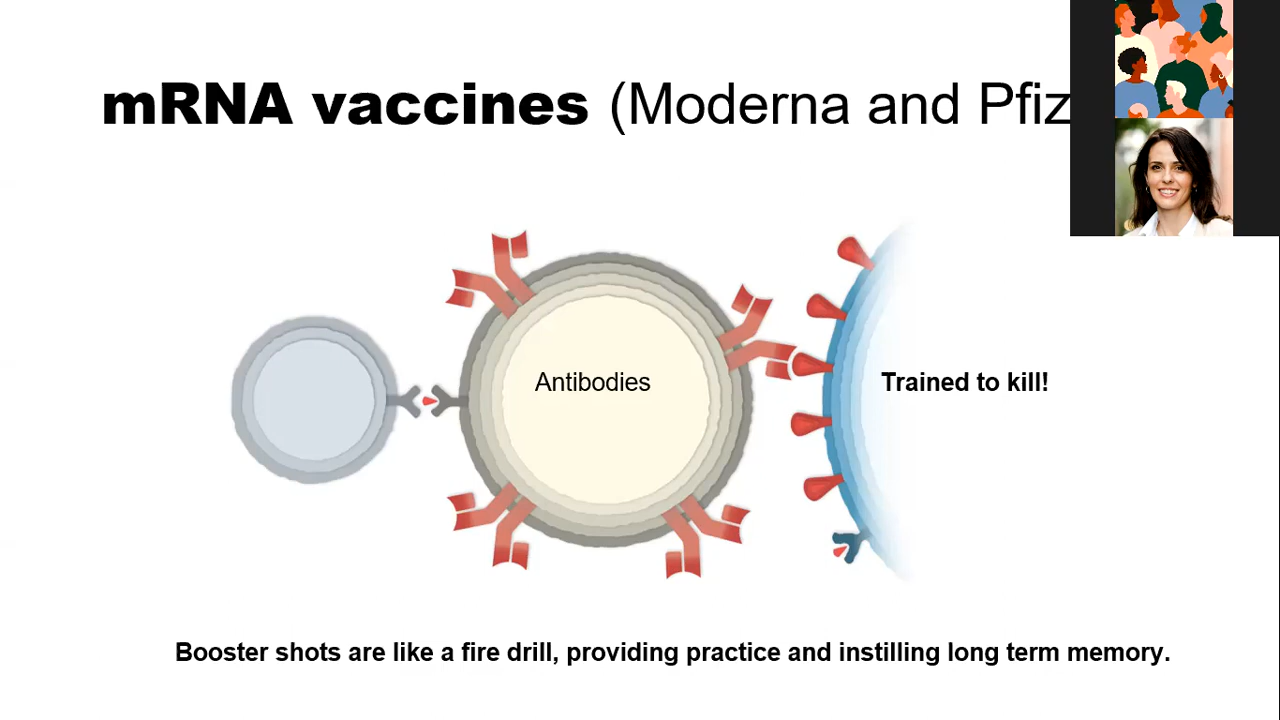 mRNA vaccines (Moderna and Pfiz
Antibodies
Trained to kill!
Booster shots are like a fire drill, providing practice and instilling long term memory.